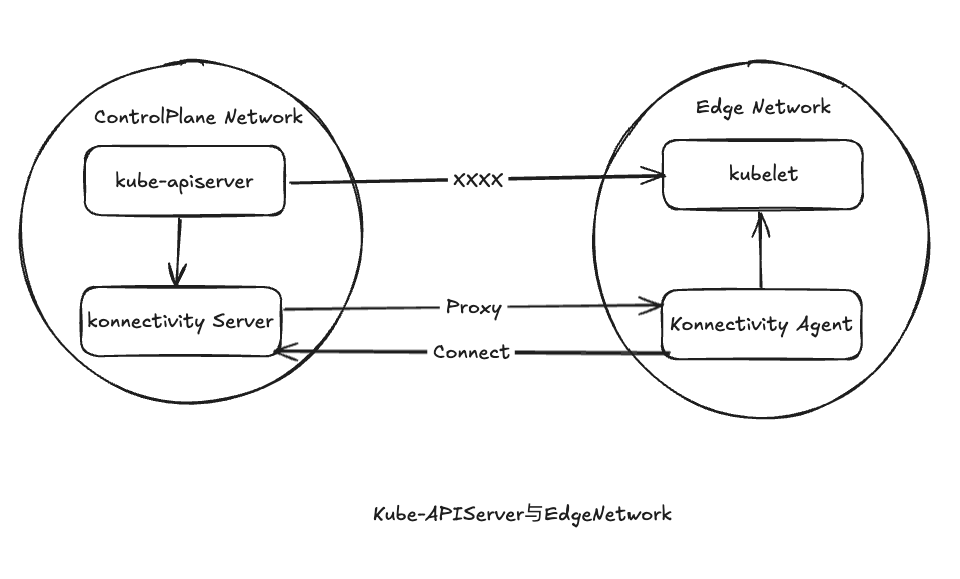 ControlPlane Network
Edge Network
kube-apiserver
XXXX
kubelet
konnectivity Server
Proxy
Connect
Konnectivity Agent
Kube-APIServer与EdgeNetwork